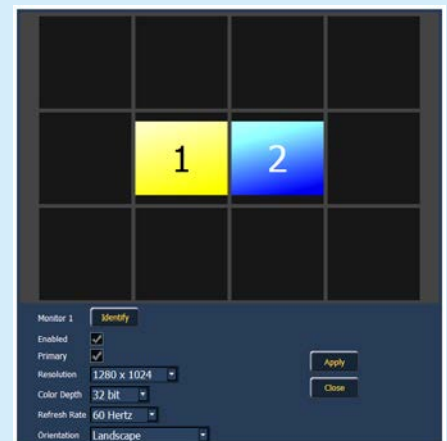 1 2
Monitor 1 Identify
Enabled
Primary
Resolution 1280 x 1024
Color Depth 32 bit
Refresh Rate 60 Hertz
Orientation Landscape
Apply
Close